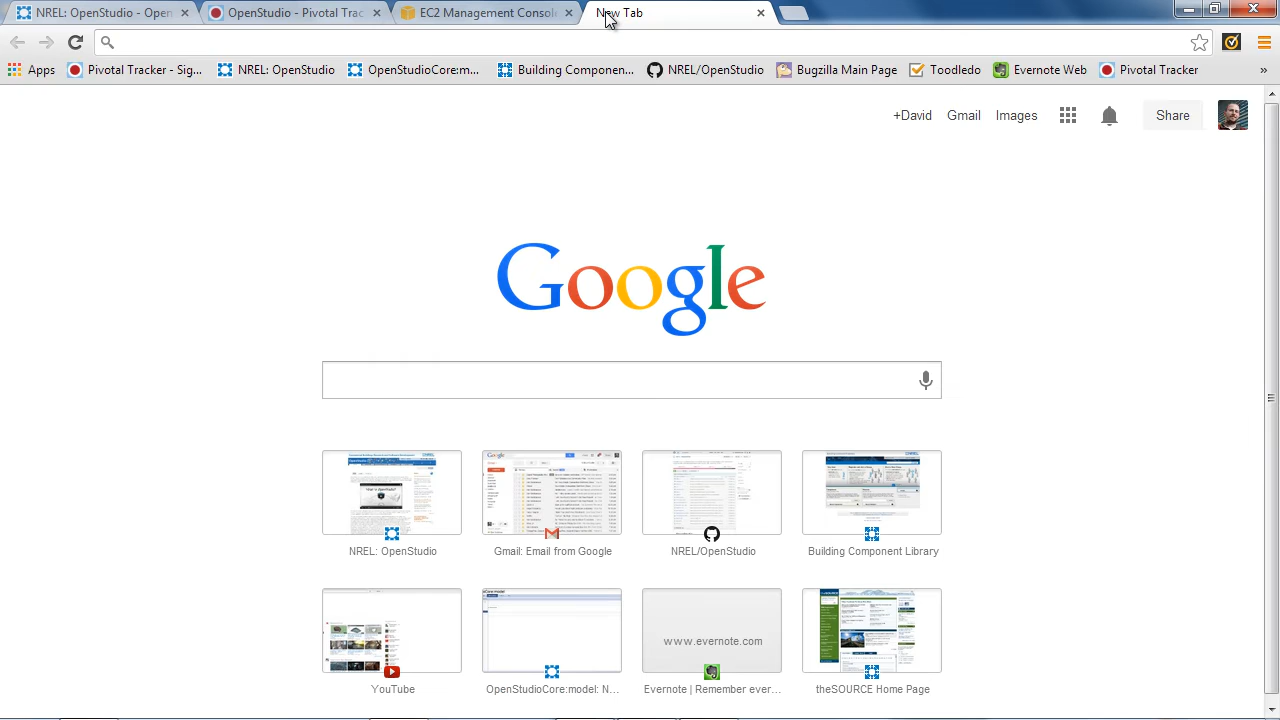 NREL: OpenStudio - Open
OpenStudio - Pivotal Trac
EC2 Management Console
New Tab
Apps
Pivotal Tracker - Sig...
NREL: OpenStudio
OpenStudioCore:m...
Building Componen...
NREL/Openstudio
Bugzilla Main Page
Toodledo
Evernote Web
Pivotal Tracker
»
+David
Gmail
Images
Share
Google
NREL: OpenStudio
Gmail: Email from Google
NREL/OpenStudio
Building Component Library
www.evernote.com
YouTube
OpenStudioCore:model: N...
Evernote | Remember ever...
theSOURCE Home Page